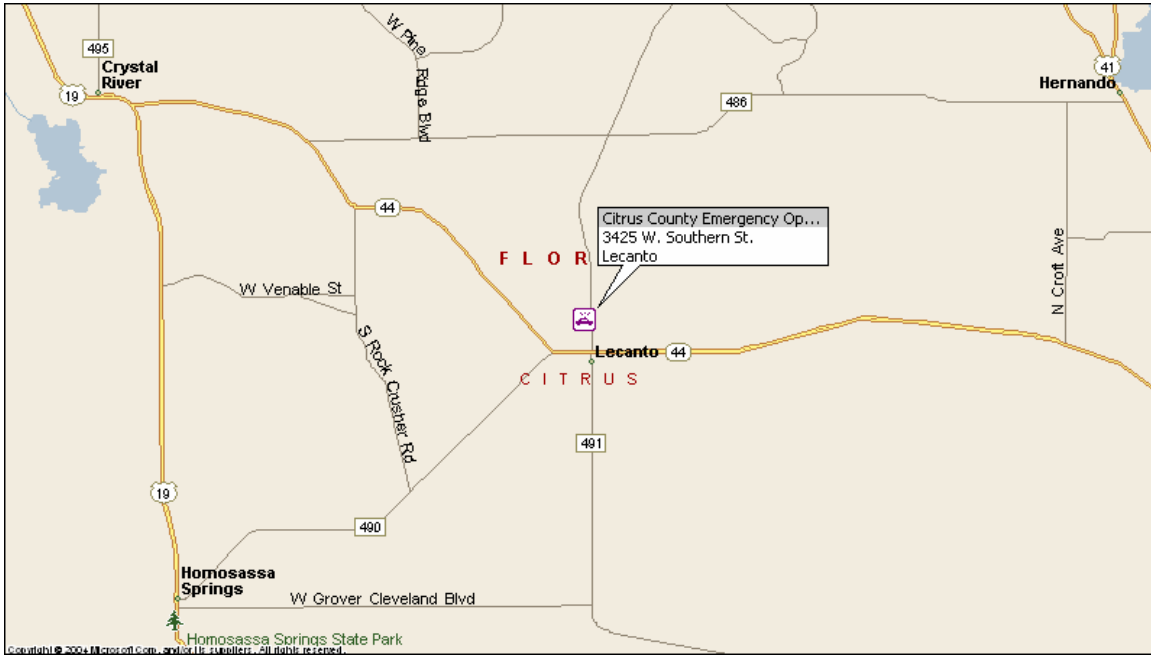 495
Crystal
River
19
W Pine
Ridge Blvd
486
41
Hernando
44
Citrus County Emergency Op...
3425 W. Southern St.
Lecanto
F L O R
W Venable St
N Croft Ave
S Rock Crusher Rd
Lecanto
44
C I T R U S
491
19
490
Homosassa
Springs
W Grover Cleveland Blvd
Homosassa Springs State Park
Copyright © 2004 Microsoft Corp. and/or its suppliers. All rights reserved.